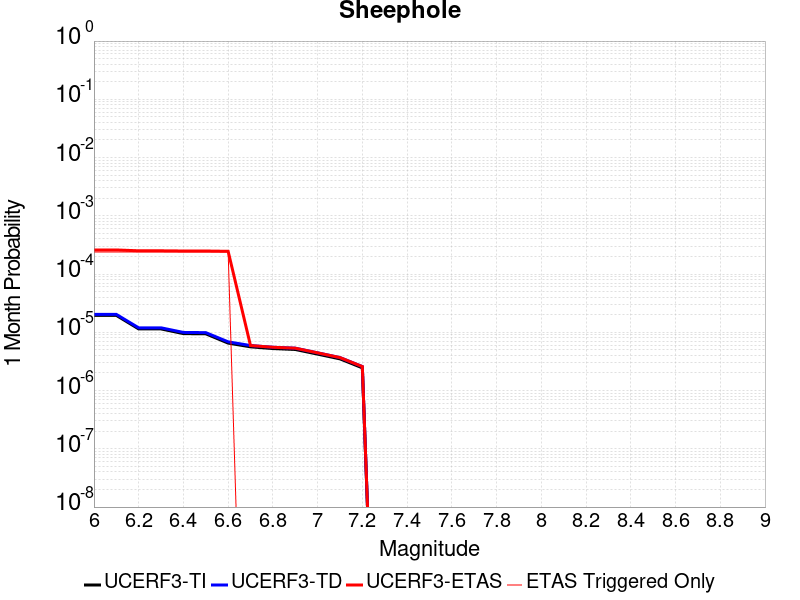 Sheephole
10^0
10^-1
10^-2
10^-3
10^-4
10^-5
10^-6
10^-7
10^-8
1 Month Probability
6 6.2 6.4 6.6 6.8 7 7.2 7.4 7.6 7.8 8 8.2 8.4 8.6 8.8 9
Magnitude
UCERF3-TI UCERF3-TD UCERF3-ETAS ETAS Triggered Only